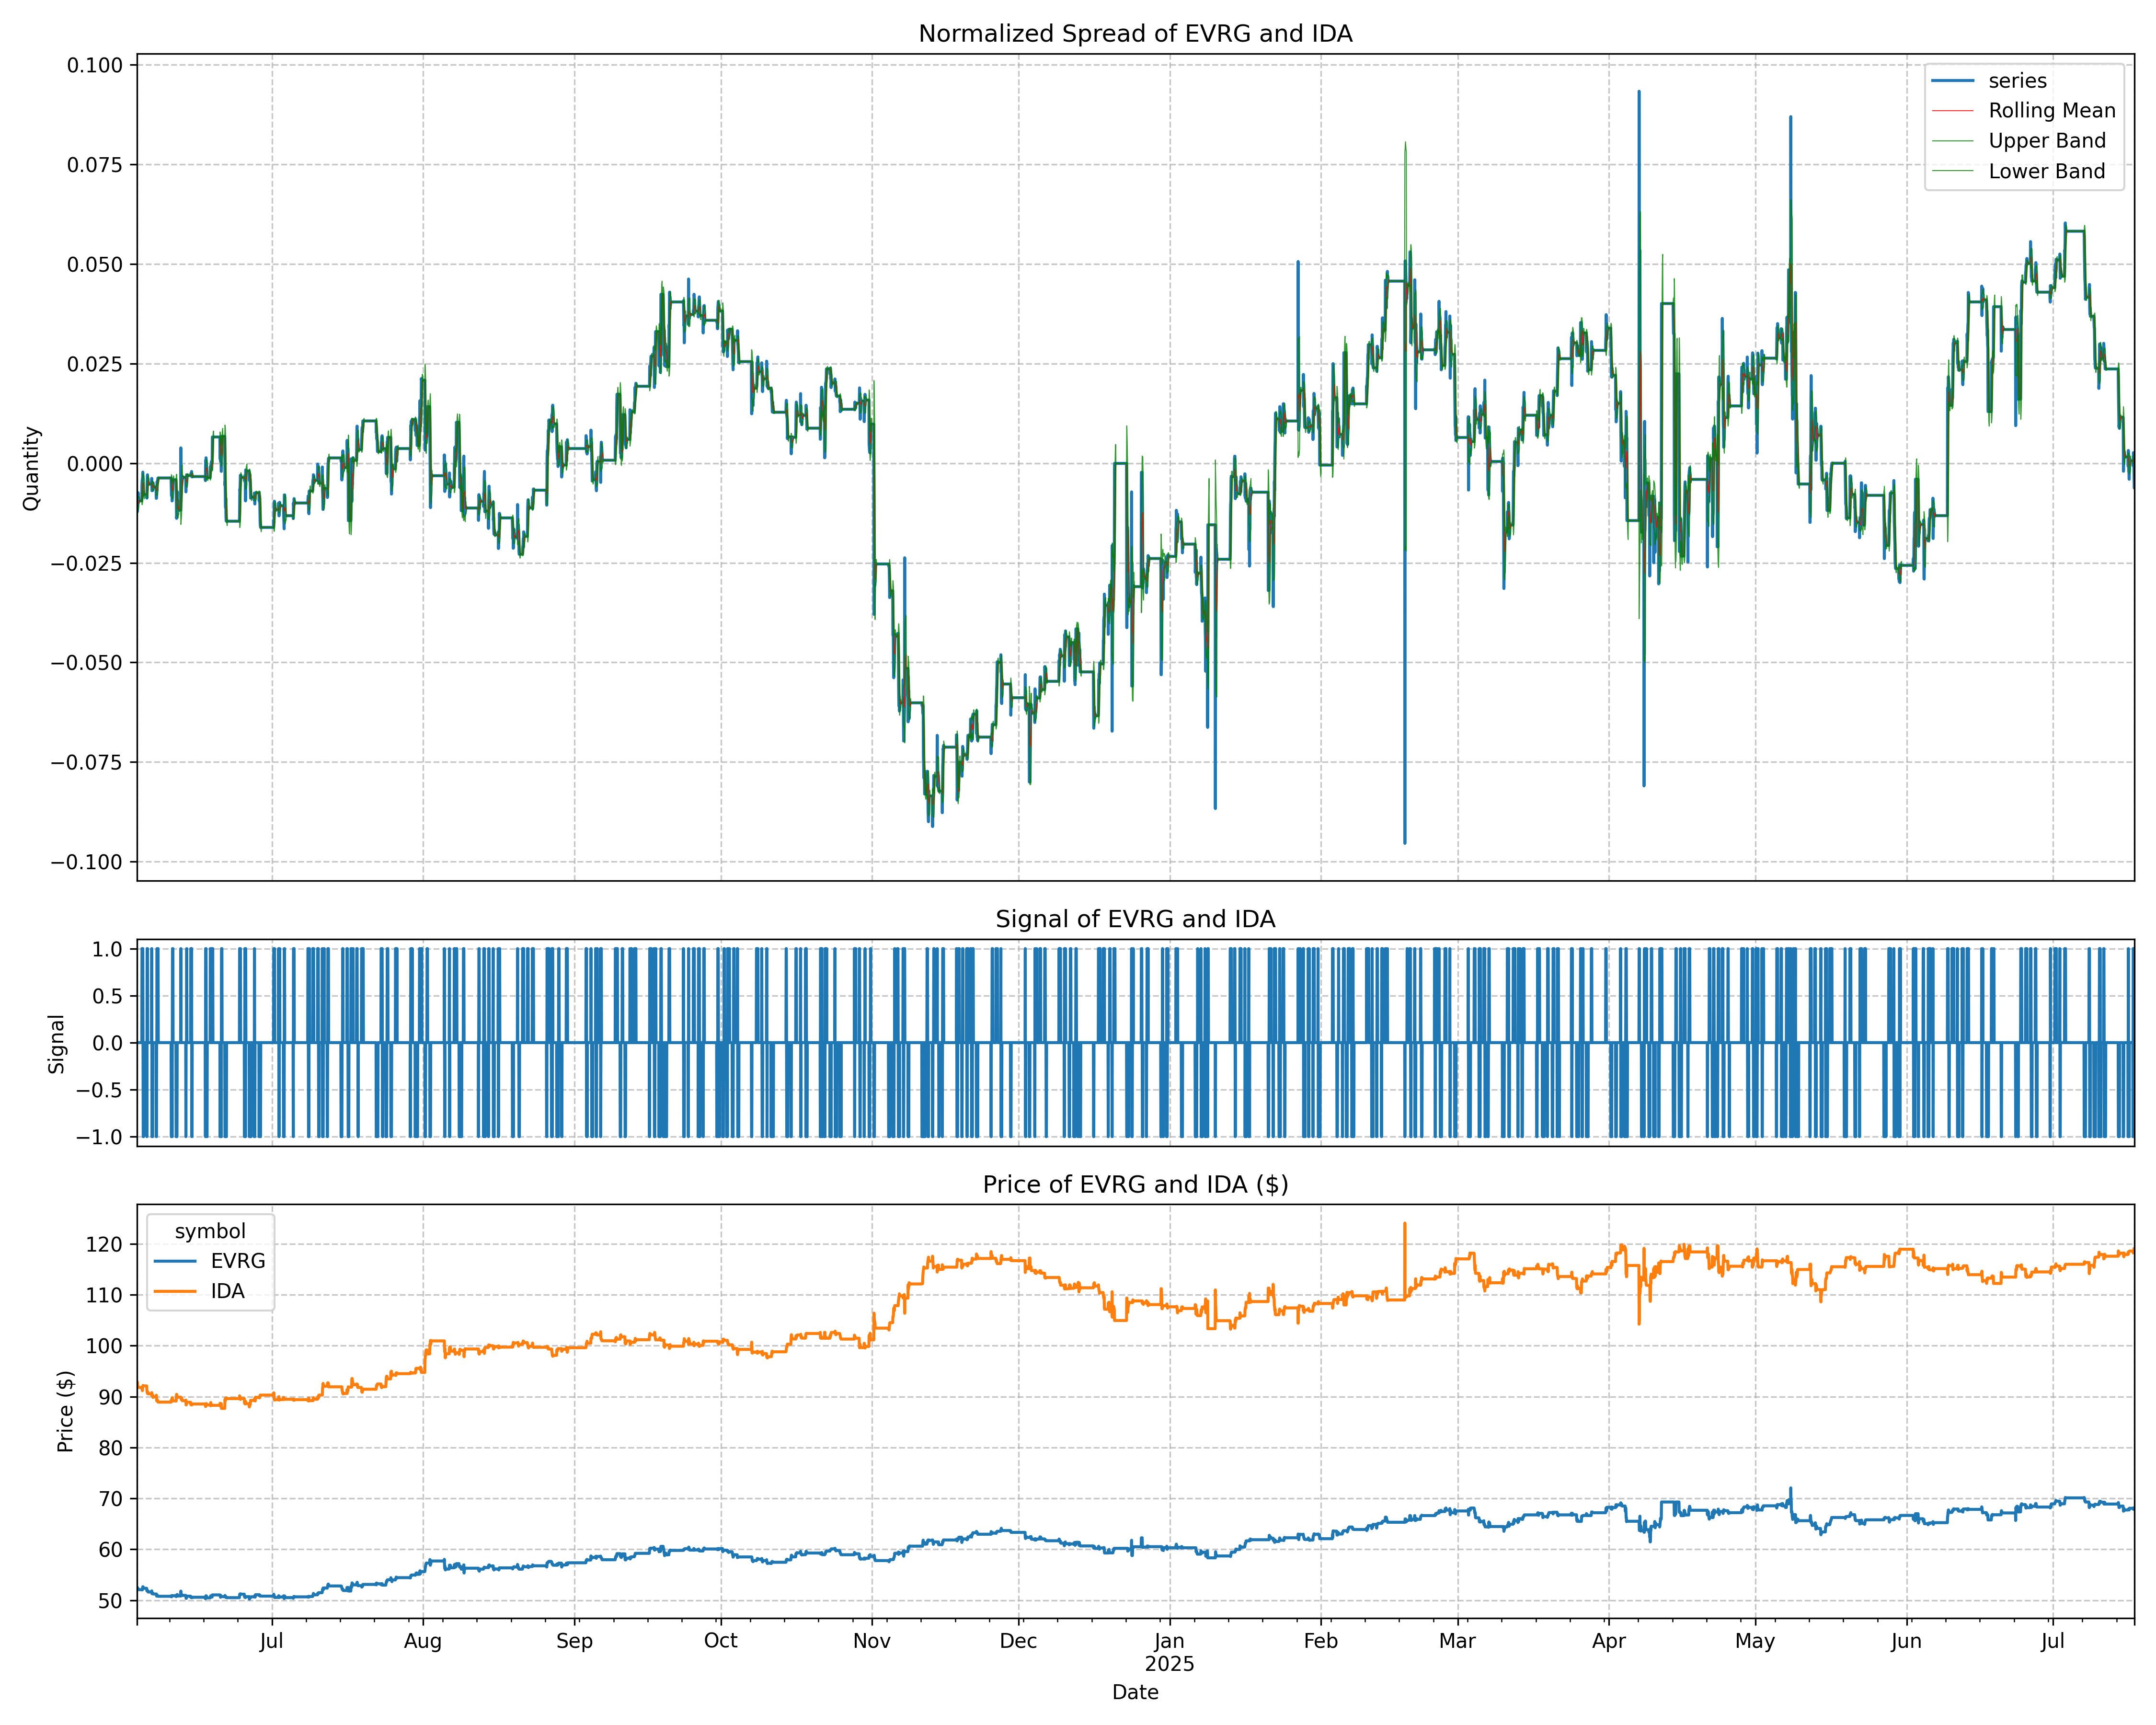 Normalized Spread of EVRG and IDA
0.100
0.075
0.050
0.025
0.000
−0.025
−0.050
−0.075
−0.100
Quantity
series
Rolling Mean
Upper Band
Lower Band
Signal of EVRG and IDA
1.0
0.5
0.0
−0.5
−1.0
Signal
Price of EVRG and IDA ($)
120
110
100
90
80
70
60
50
Price ($)
symbol
EVRG
IDA
Jul Aug Sep Oct Nov Dec Jan Feb Mar Apr May Jun Jul
2025
Date